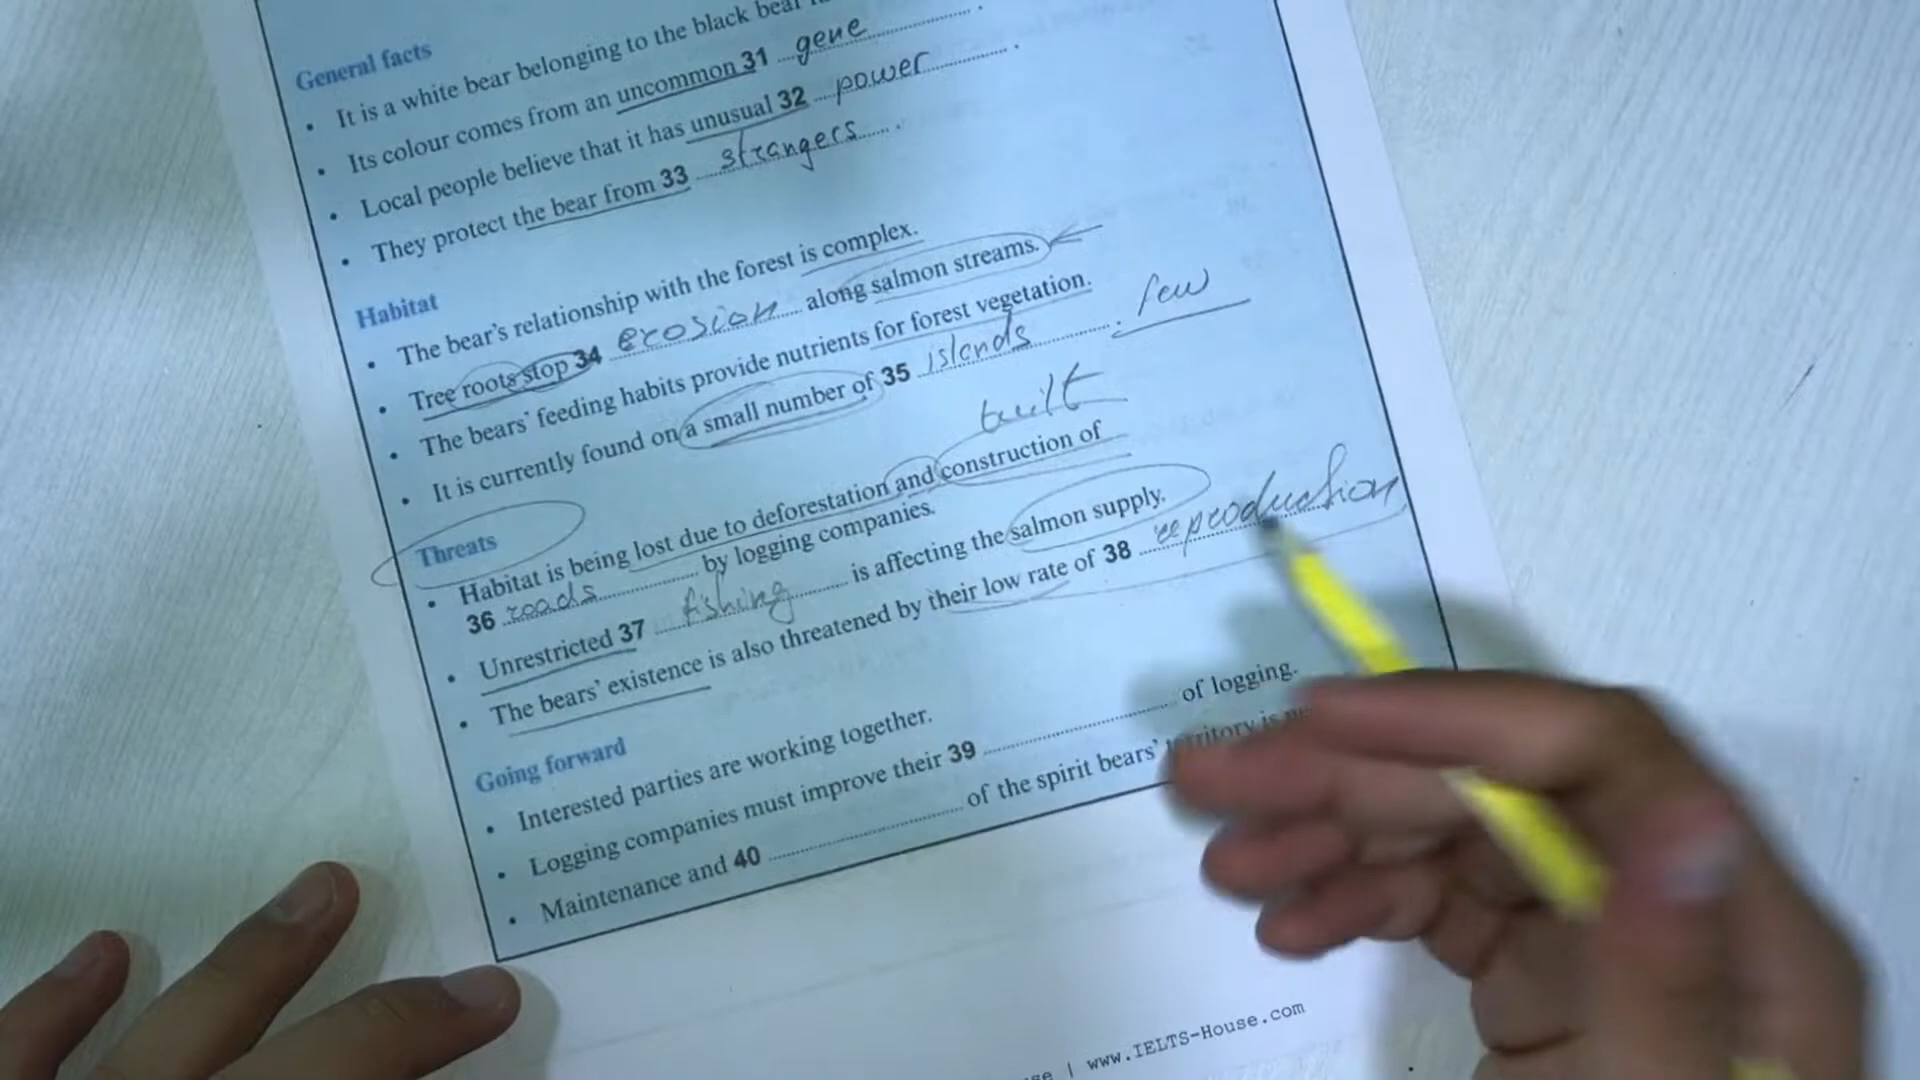 General facts
• It is a white bear belonging to the black bear
• Its colour comes from an uncommon 31 gene .
• Local people believe that it has unusual 32 power .
• They protect the bear from 33 strangers .
Habitat
• The bear's relationship with the forest is complex.
• Tree roots stop 34 erosion along salmon streams.
• The bears' feeding habits provide nutrients for forest vegetation.
• It is currently found on a small number of 35 islands . few
built
Threats
• Habitat is being lost due to deforestation and construction of
36 roads by logging companies.
• Unrestricted 37 fishing is affecting the salmon supply.
• The bears' existence is also threatened by their low rate of 38 reproduction
Going forward
• Interested parties are working together.
• Logging companies must improve their 39 of logging.
• Maintenance and 40 of the spirit bears' territory is
| www.IELTS-House.com